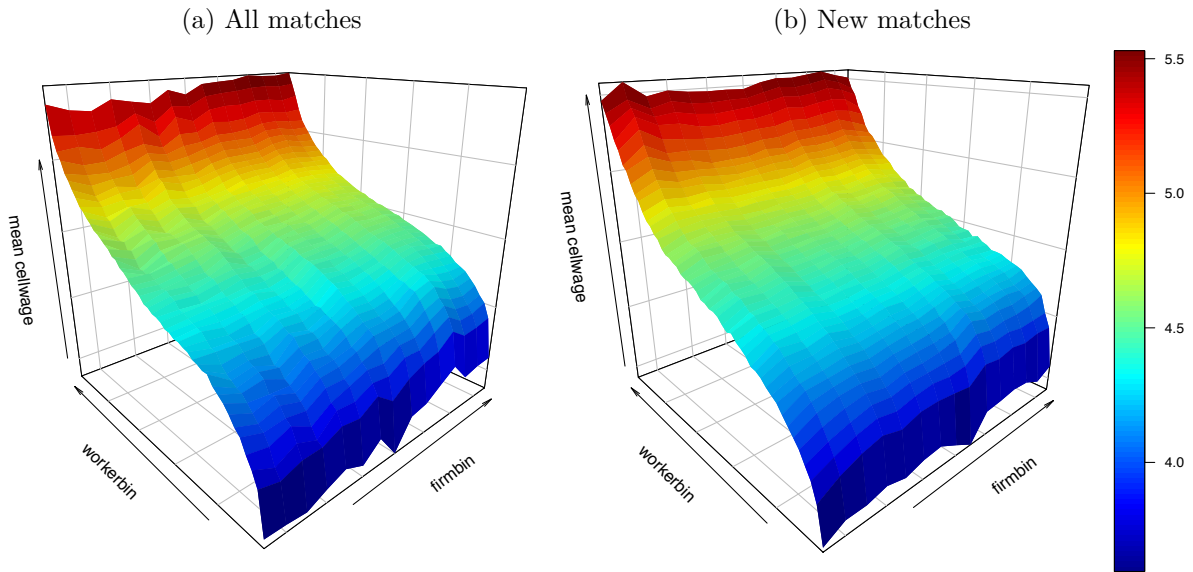 (a) All matches
mean cellwage
workerbin
firmbin
(b) New matches
mean cellwage
workerbin
firmbin
5.5
5.0
4.5
4.0